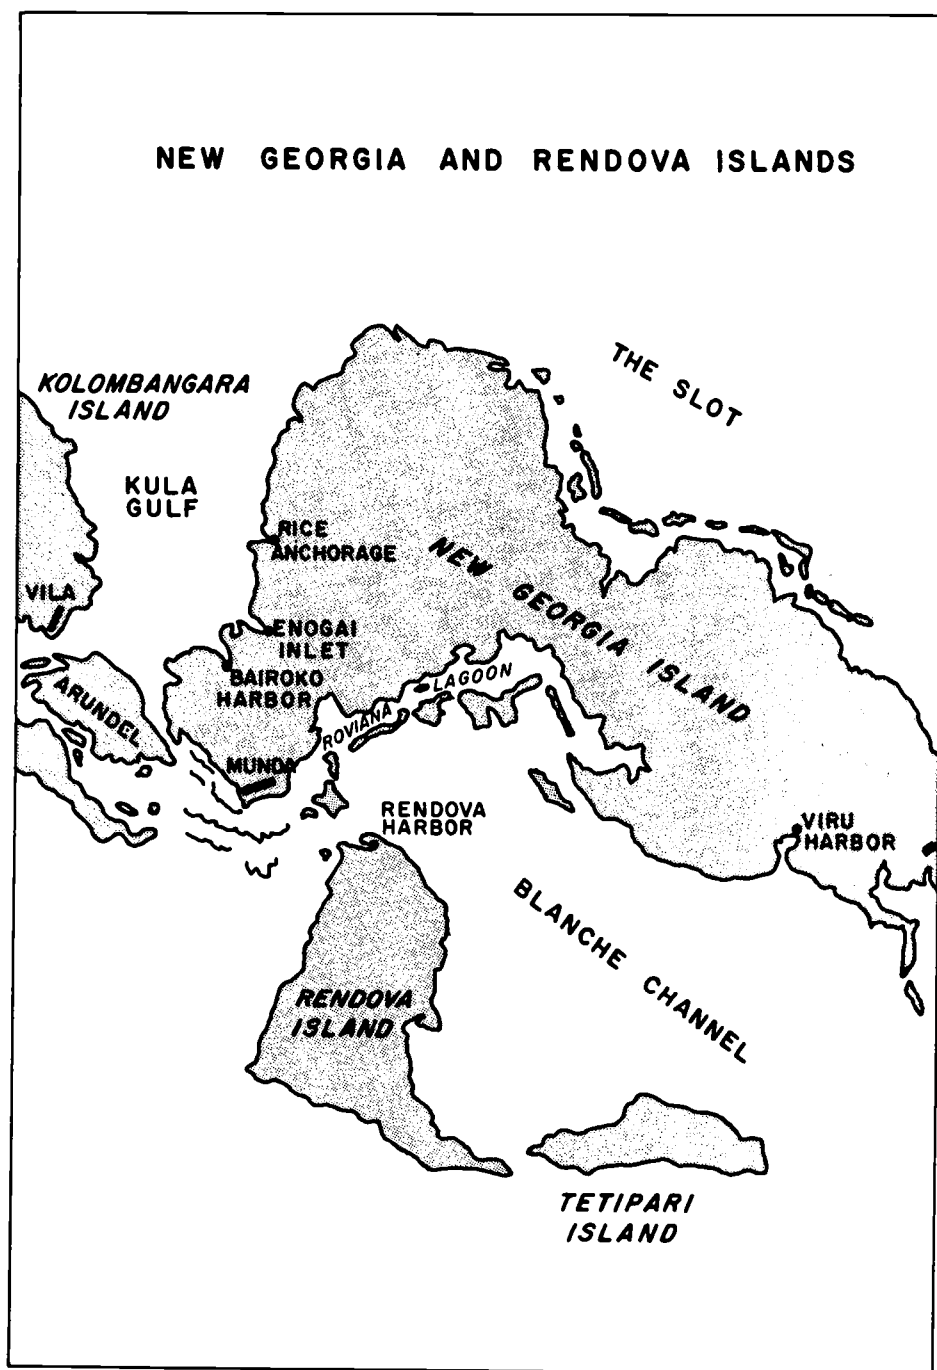 NEW GEORGIA AND RENDOVA ISLANDS
THE SLOT
KOLOMBANGARA
ISLAND
KULA
GULF
RICE
ANCHORAGE
NEW GEORGIA ISLAND
VILA
ENOGAI
INLET
BAIROKO
HARBOR
LAGOON
ARUNDEL
ROVIANA
MUNDA
RENDOVA
HARBOR
VIRU
HARBOR
BLANCHE CHANNEL
RENDOVA
ISLAND
TETIPARI
ISLAND